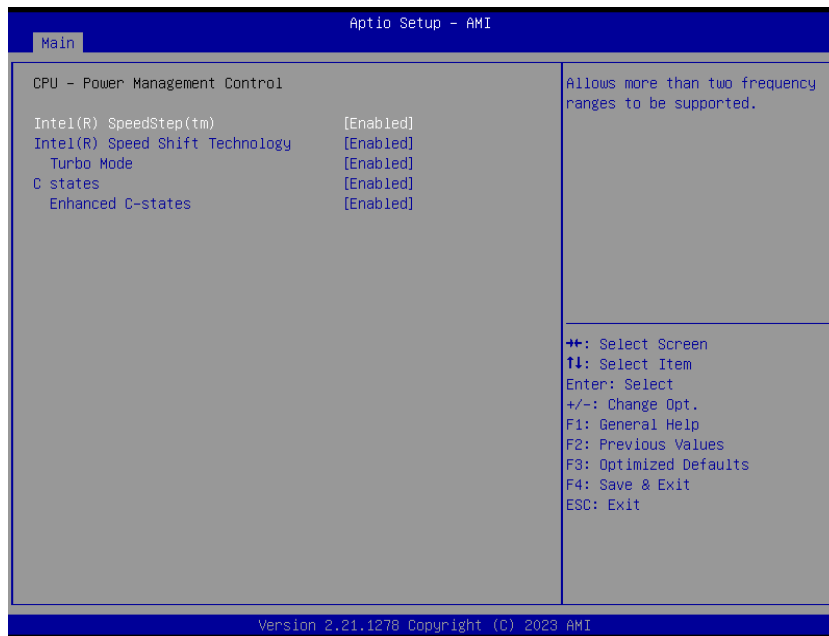 Aptio Setup – AMI
Main
CPU – Power Management Control
Intel(R) SpeedStep(tm) [Enabled]
Intel(R) Speed Shift Technology [Enabled]
Turbo Mode [Enabled]
C states [Enabled]
Enhanced C-states [Enabled]
Allows more than two frequency
ranges to be supported.
→←: Select Screen
↑↓: Select Item
Enter: Select
+/-: Change Opt.
F1: General Help
F2: Previous Values
F3: Optimized Defaults
F4: Save & Exit
ESC: Exit
Version 2.21.1278 Copyright (C) 2023 AMI